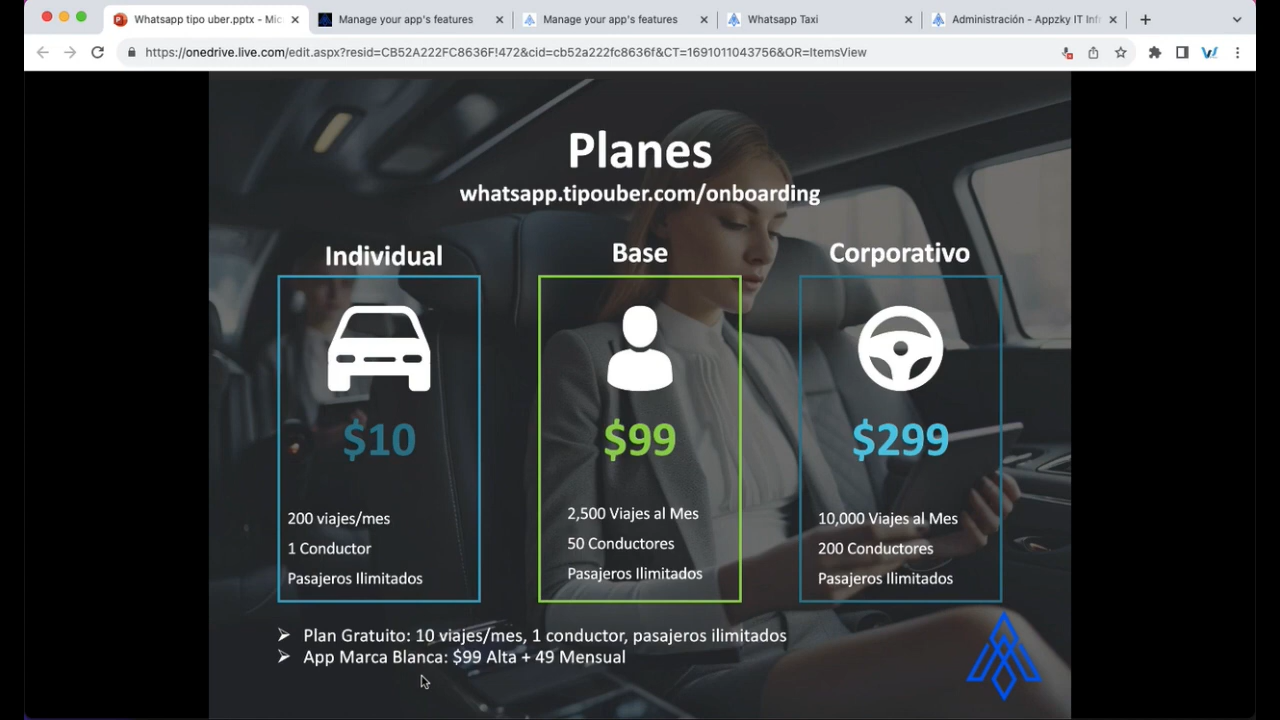 Whatsapp tipo uber.pptx - Mic
Manage your app's features
Manage your app's features
Whatsapp Taxi
Administración - Appzky IT Inf
https://onedrive.live.com/edit.aspx?resid=CB52A222FC8636F!472&cid=cb52a222fc8636f&CT=1691011043756&OR=ItemsView
Planes
whatsapp.tipouber.com/onboarding
Individual
$10
200 viajes/mes
1 Conductor
Pasajeros Ilimitados
Base
$99
2,500 Viajes al Mes
50 Conductores
Pasajeros Ilimitados
Corporativo
$299
10,000 Viajes al Mes
200 Conductores
Pasajeros Ilimitados
➢ Plan Gratuito: 10 viajes/mes, 1 conductor, pasajeros ilimitados
➢ App Marca Blanca: $99 Alta + 49 Mensual